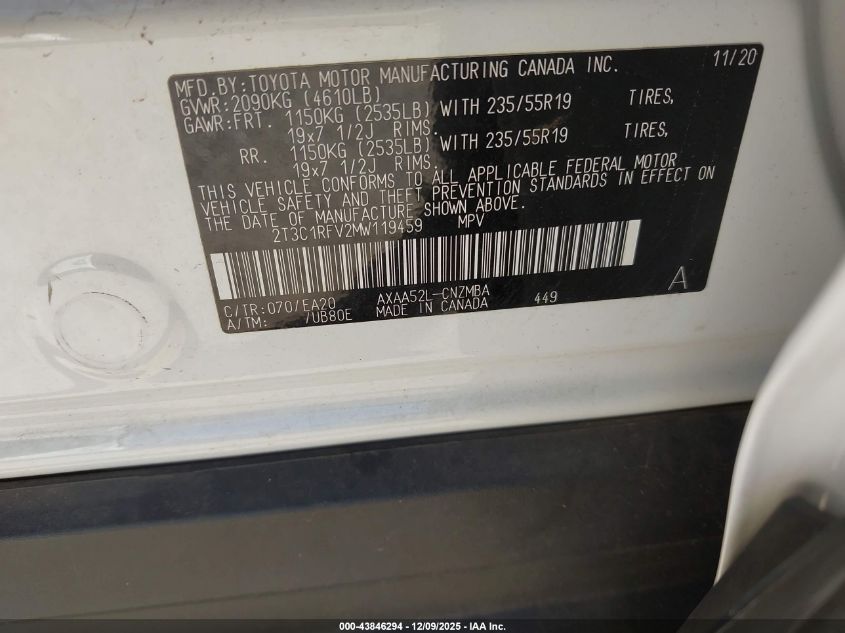 MFD. BY: TOYOTA MOTOR MANUFACTURING CANADA INC. 11/20
GVWR: 2090KG (4610LB)
GAWR: FRT. 1150KG (2535LB) WITH 235/55R19 TIRES,
19x7 1/2J RIMS.
RR. 1150KG (2535LB) WITH 235/55R19 TIRES,
19x7 1/2J RIMS.
THIS VEHICLE CONFORMS TO ALL APPLICABLE FEDERAL MOTOR
VEHICLE SAFETY AND THEFT PREVENTION STANDARDS IN EFFECT ON
THE DATE OF MANUFACTURE SHOWN ABOVE.
2T3C1RFV2MW119459 MPV
A
C/TR: 070/EA20 AXAA52L-CNZMBA 449
A/TM: /UB80E MADE IN CANADA
000-43846294 - 12/09/2025 - IAA Inc.